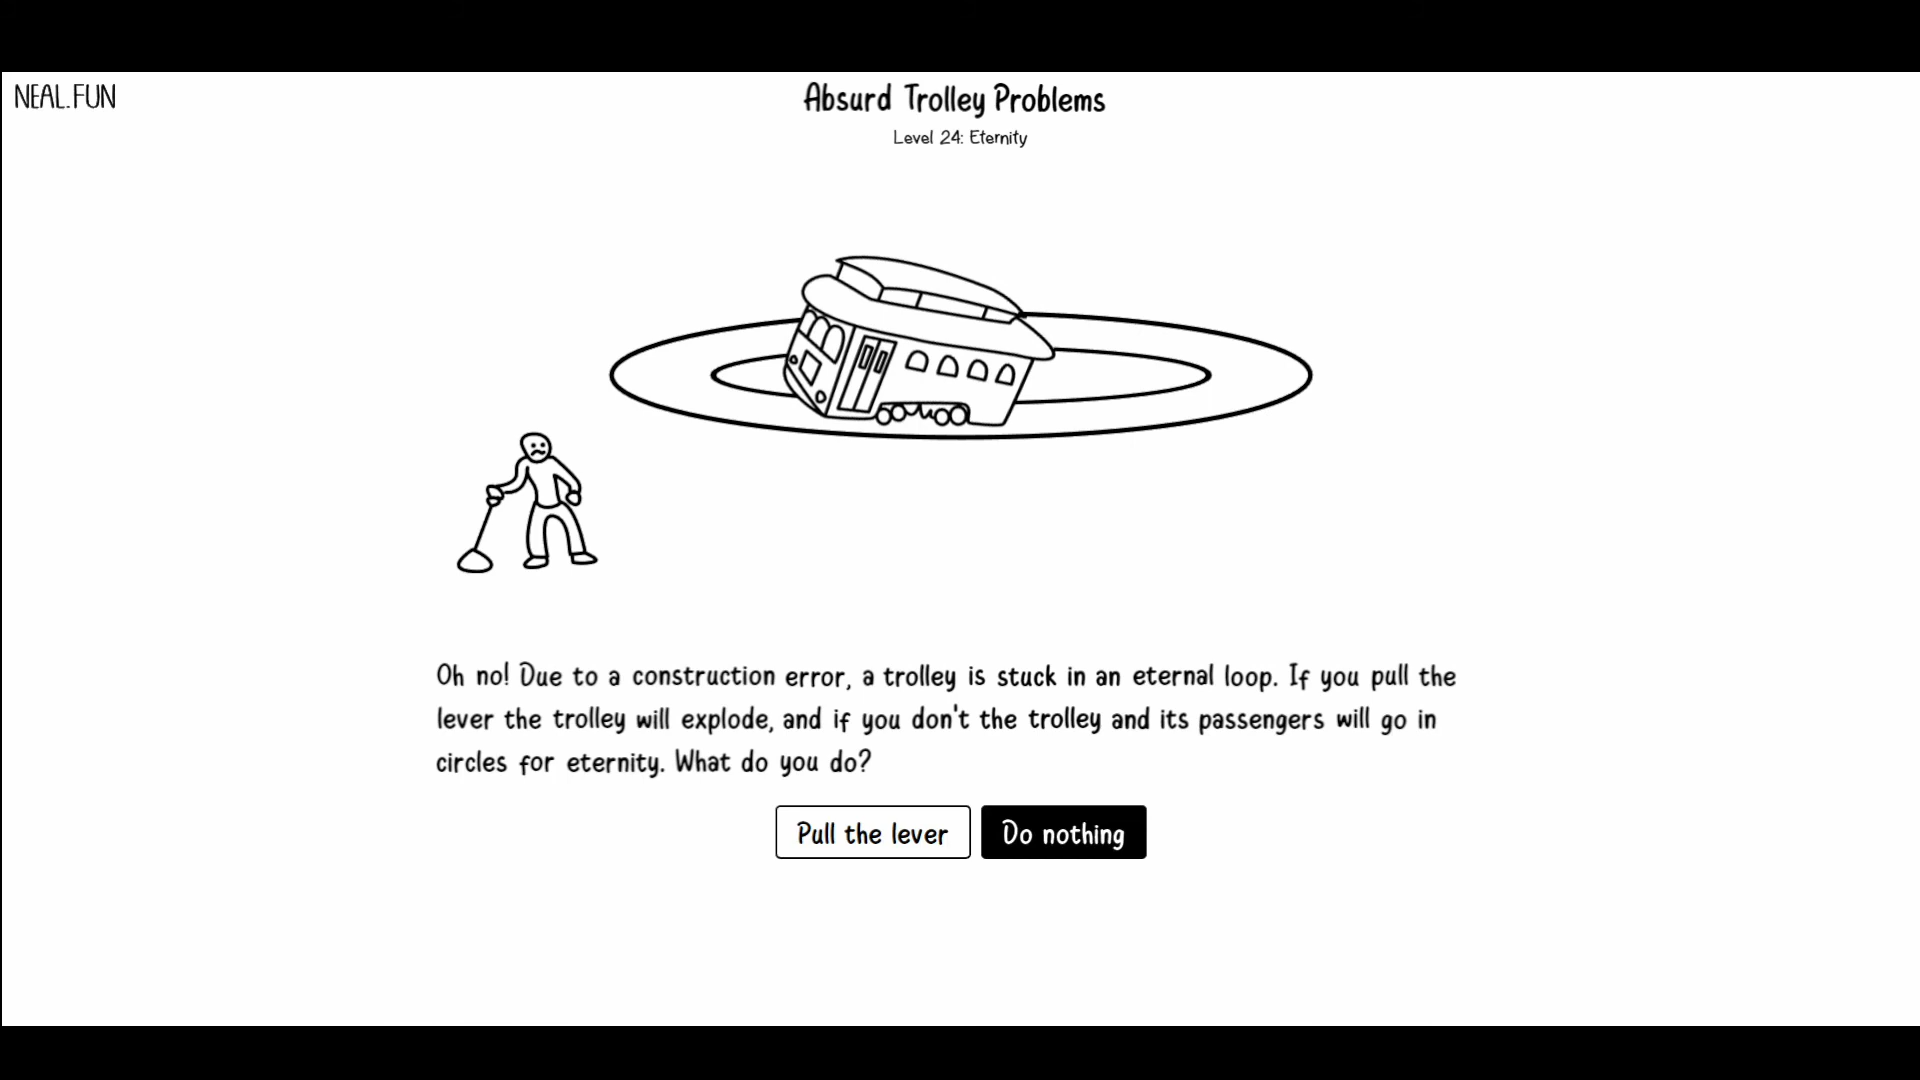 NEAL.FUN
Absurd Trolley Problems
Level 24: Eternity
Oh no! Due to a construction error, a trolley is stuck in an eternal loop. If you pull the
lever the trolley will explode, and if you don't the trolley and its passengers will go in
circles for eternity. What do you do?
Pull the lever
Do nothing